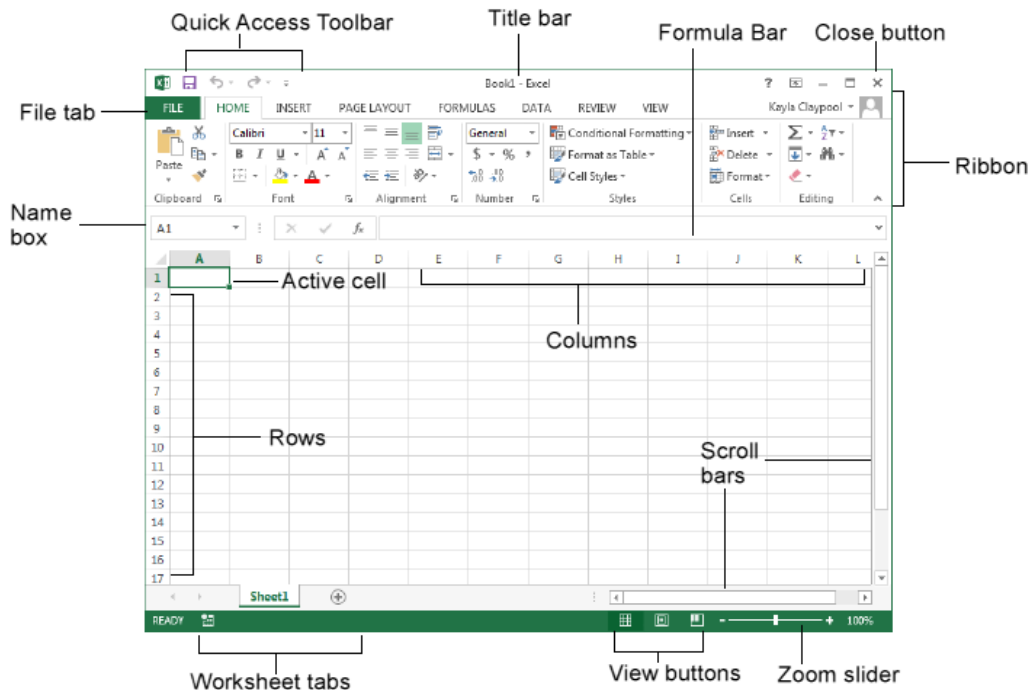 Quick Access Toolbar
Title bar
Formula Bar
Close button
Book1 - Excel
?
File tab
FILE HOME INSERT PAGE LAYOUT FORMULAS DATA REVIEW VIEW Kayla Claypool
Calibri 11 General Conditional Formatting Insert
Paste B I U A A $ % , Format as Table Delete
A Cell Styles Format
Clipboard Font Alignment Number Styles Cells Editing
Ribbon
Name
box
A1 fx
A B C D E F G H I J K L
1
Active cell
2
3
4
Columns
5
6
7
8
9
Rows
10
Scroll
bars
11
12
13
14
15
16
17
Sheet1
READY 100%
Worksheet tabs
View buttons
Zoom slider